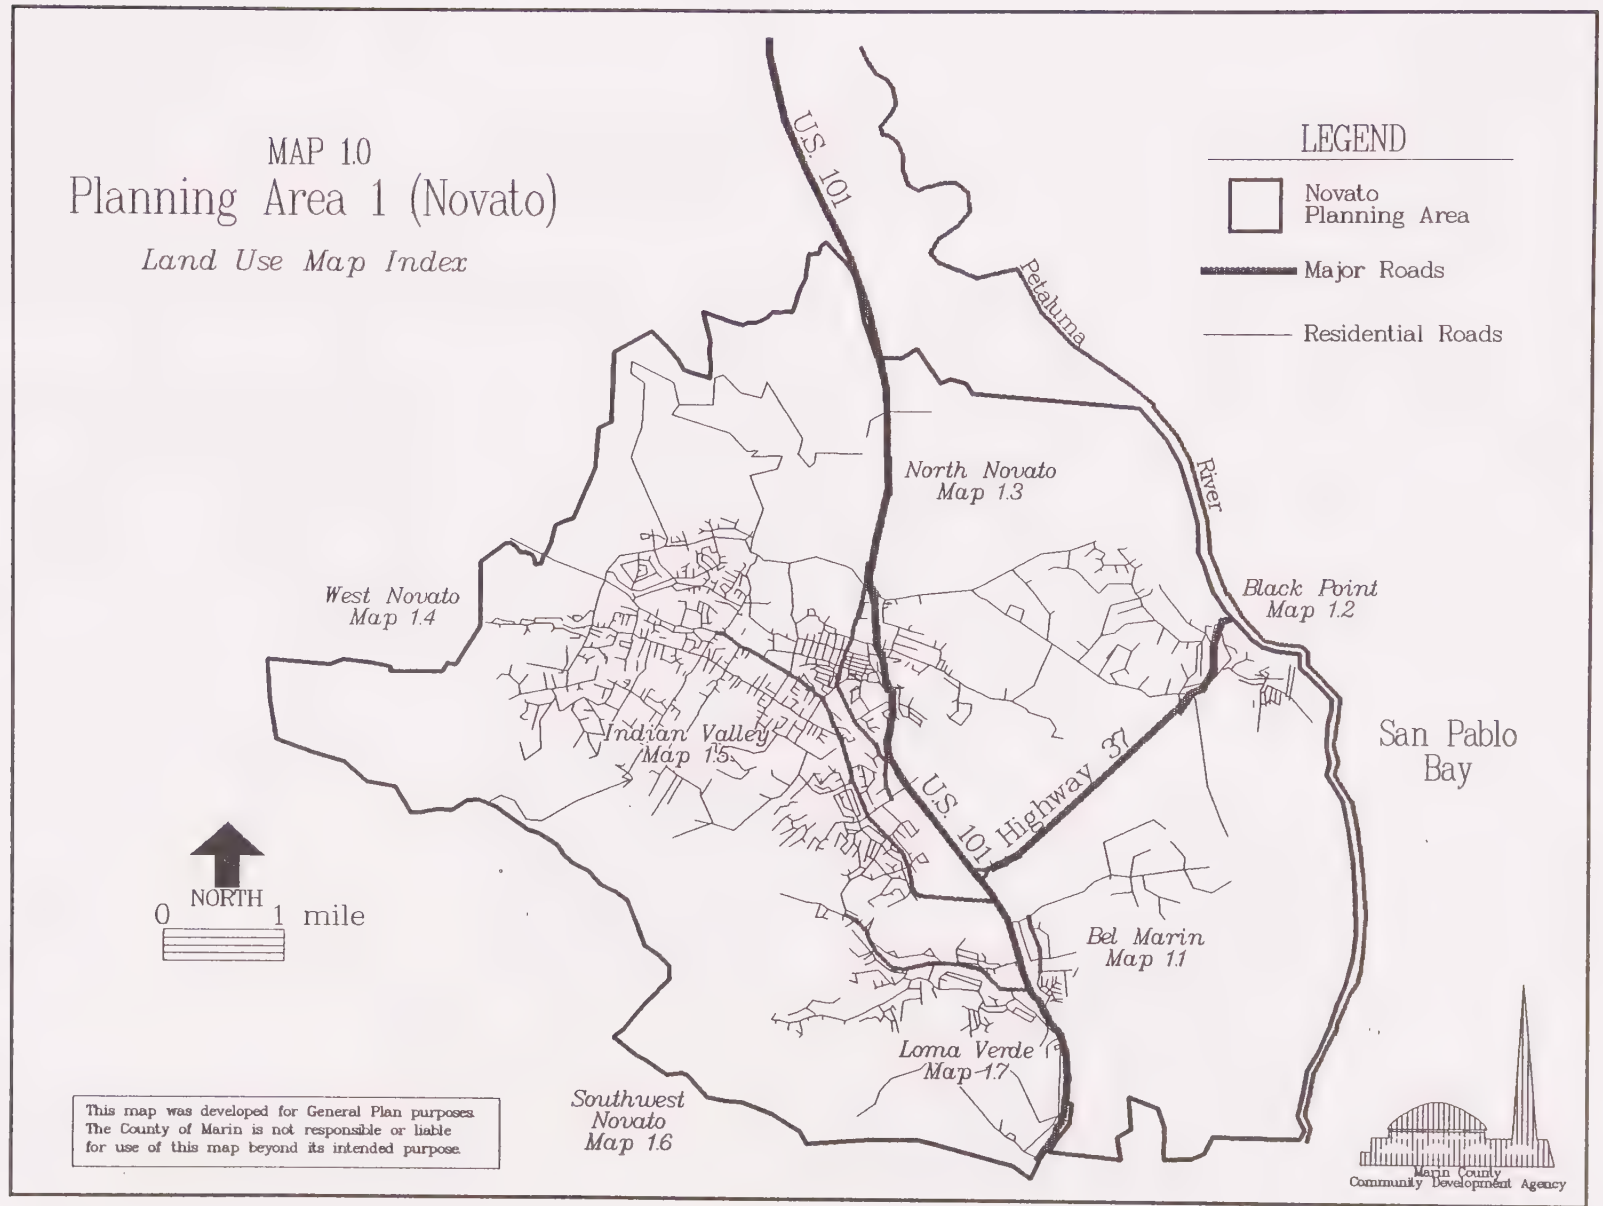 MAP 1.0
Planning Area 1 (Novato)
Land Use Map Index
U.S. 101
LEGEND
Novato
Planning Area
Major Roads
Residential Roads
Petaluma
River
North Novato
Map 1.3
West Novato
Map 1.4
Black Point
Map 1.2
Indian Valley
Map 1.5
San Pablo
Bay
U.S. 101
Highway 37
NORTH
0 1 mile
Bel Marin
Map 1.1
Loma Verde
Map 1.7
Southwest
Novato
Map 1.6
This map was developed for General Plan purposes.
The County of Marin is not responsible or liable
for use of this map beyond its intended purpose.
Marin County
Community Development Agency